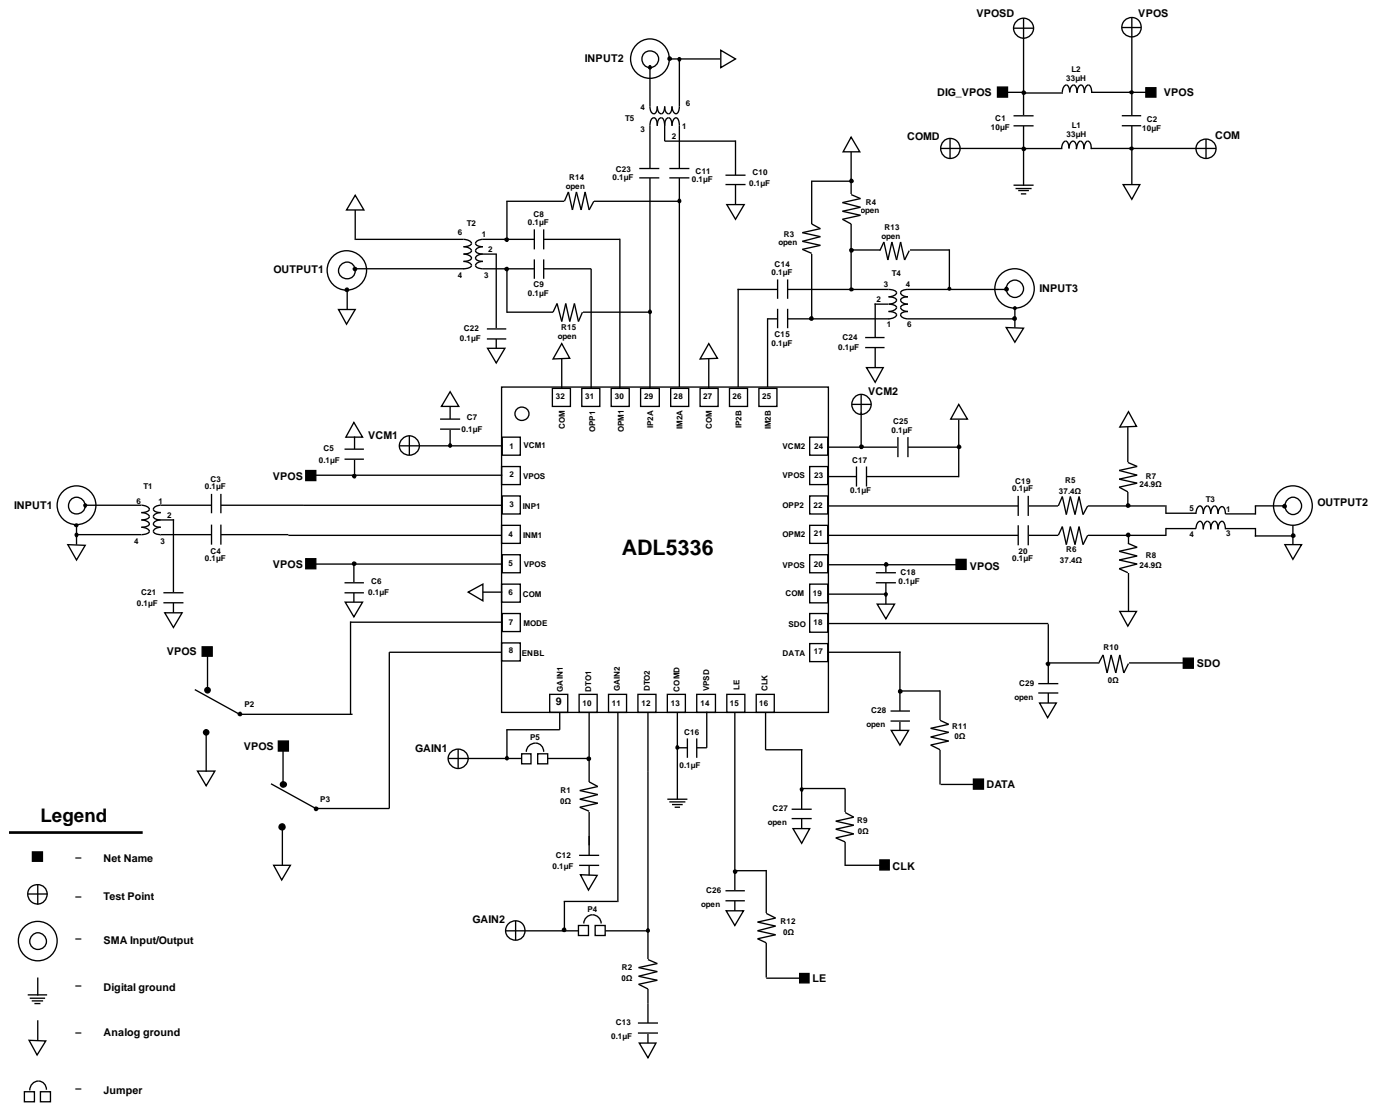 VPOSD
VPOS
L2
33µH
DIG_VPOS
VPOS
C1
10µF
C2
10µF
L1
33µH
COMD
COM
INPUT2
4
6
T5
3
2
1
C23
0.1µF
C11
0.1µF
C10
0.1µF
R14
open
C8
0.1µF
T2
6
1
2
4
3
OUTPUT1
C9
0.1µF
C22
0.1µF
R15
open
R4
open
R3
open
R13
open
C14
0.1µF
T4
3
4
2
1
6
INPUT3
C15
0.1µF
C24
0.1µF
32
31
30
29
28
27
26
25
COM
OPP1
OPM1
IP2A
IM2A
COM
IP2B
IM2B
VCM2
C7
0.1µF
VCM1
C5
0.1µF
VPOS
1
VCM1
2
VPOS
3
INP1
4
INM1
5
VPOS
6
COM
7
MODE
8
ENBL
INPUT1
T1
6
1
2
4
3
C3
0.1µF
C4
0.1µF
C21
0.1µF
VPOS
C6
0.1µF
ADL5336
VCM2
24
VPOS
23
OPP2
22
OPM2
21
VPOS
20
COM
19
SDO
18
DATA
17
C25
0.1µF
C17
0.1µF
C19
0.1µF
R5
37.4Ω
R7
24.9Ω
T3
5
1
4
3
OUTPUT2
20
0.1µF
R6
37.4Ω
R8
24.9Ω
C18
0.1µF
VPOS
R10
0Ω
SDO
C29
open
C28
open
R11
0Ω
DATA
VPOS
P2
VPOS
P3
GAIN1
DTO1
GAIN2
DTO2
COMD
VPSD
LE
CLK
9
10
11
12
13
14
15
16
GAIN1
P5
C16
0.1µF
R1
0Ω
C12
0.1µF
C27
open
R9
0Ω
CLK
GAIN2
P4
C26
open
R12
0Ω
LE
R2
0Ω
C13
0.1µF
Legend
– Net Name
– Test Point
– SMA Input/Output
– Digital ground
– Analog ground
– Jumper